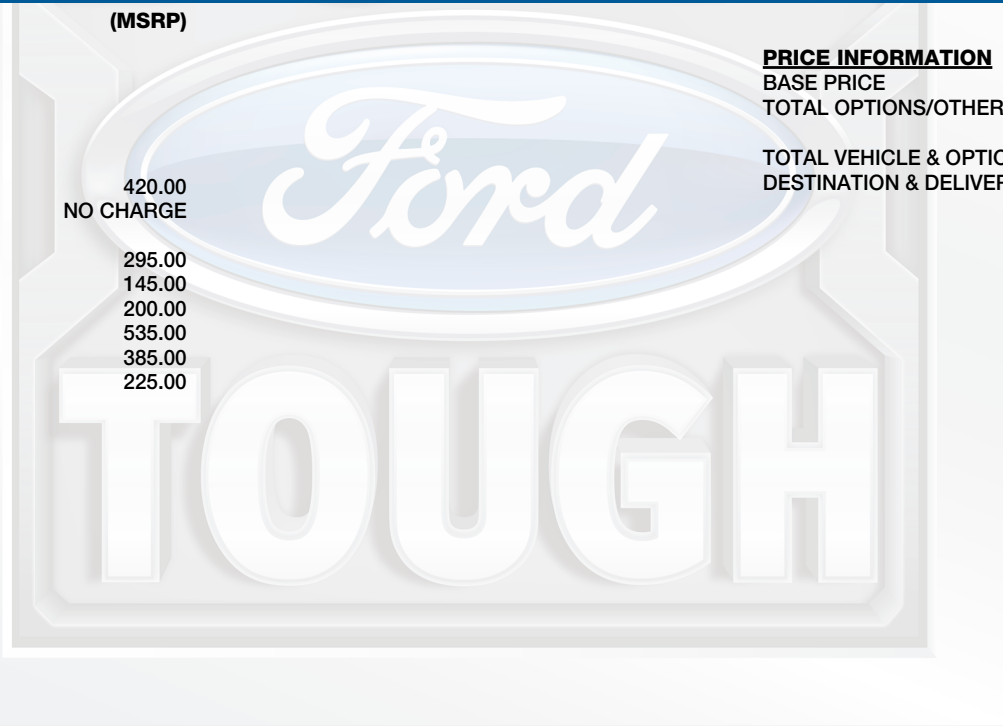 (MSRP)
420.00
NO CHARGE
295.00
145.00
200.00
535.00
385.00
225.00
PRICE INFORMATION
BASE PRICE
TOTAL OPTIONS/OTHER
TOTAL VEHICLE & OPTIO
DESTINATION & DELIVER
Ford
TOUGH